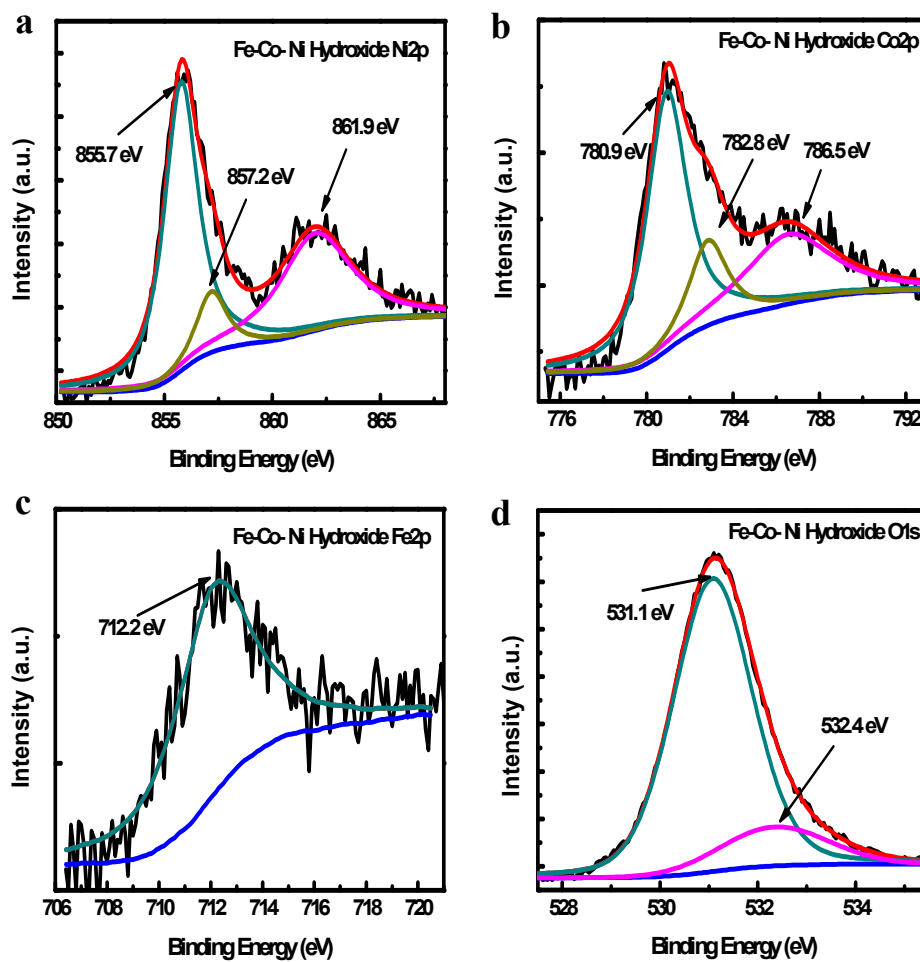 a
Fe-Co- Ni Hydroxide Ni2p
855.7 eV
857.2 eV
861.9 eV
Intensity (a.u.)
850 855 860 865
Binding Energy (eV)
b
Fe-Co- Ni Hydroxide Co2p
780.9 eV
782.8 eV
786.5 eV
Intensity (a.u.)
776 780 784 788 792
Binding Energy (eV)
c
Fe-Co- Ni Hydroxide Fe2p
712.2 eV
Intensity (a.u.)
706 708 710 712 714 716 718 720
Binding Energy (eV)
d
Fe-Co- Ni Hydroxide O1s
531.1 eV
532.4 eV
Intensity (a.u.)
528 530 532 534
Binding Energy (eV)